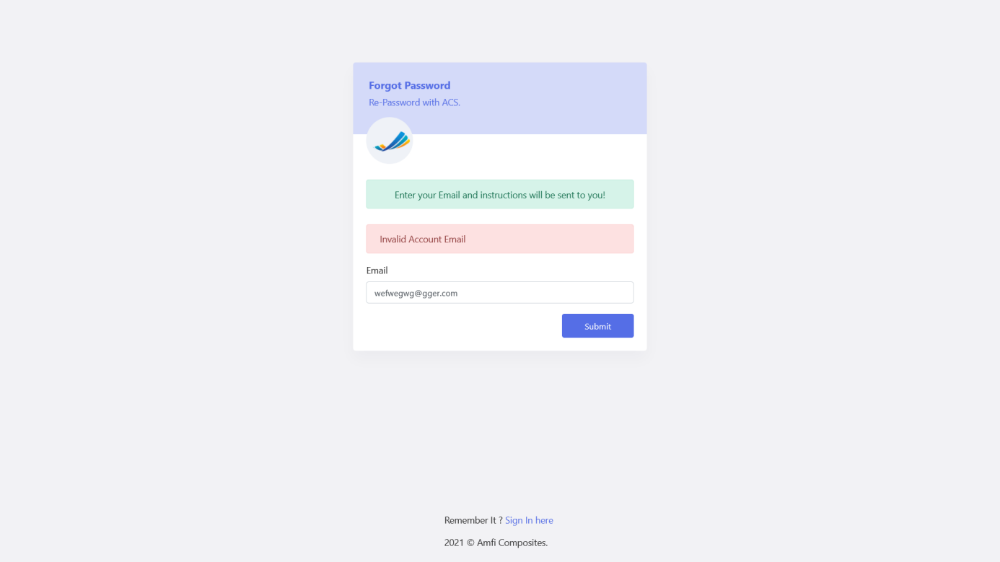 Forgot Password
Re-Password with ACS.
Enter your Email and instructions will be sent to you!
Invalid Account Email
Email
wefwegwg@gger.com
Submit
Remember It ? Sign In here
2021 © Amfi Composites.